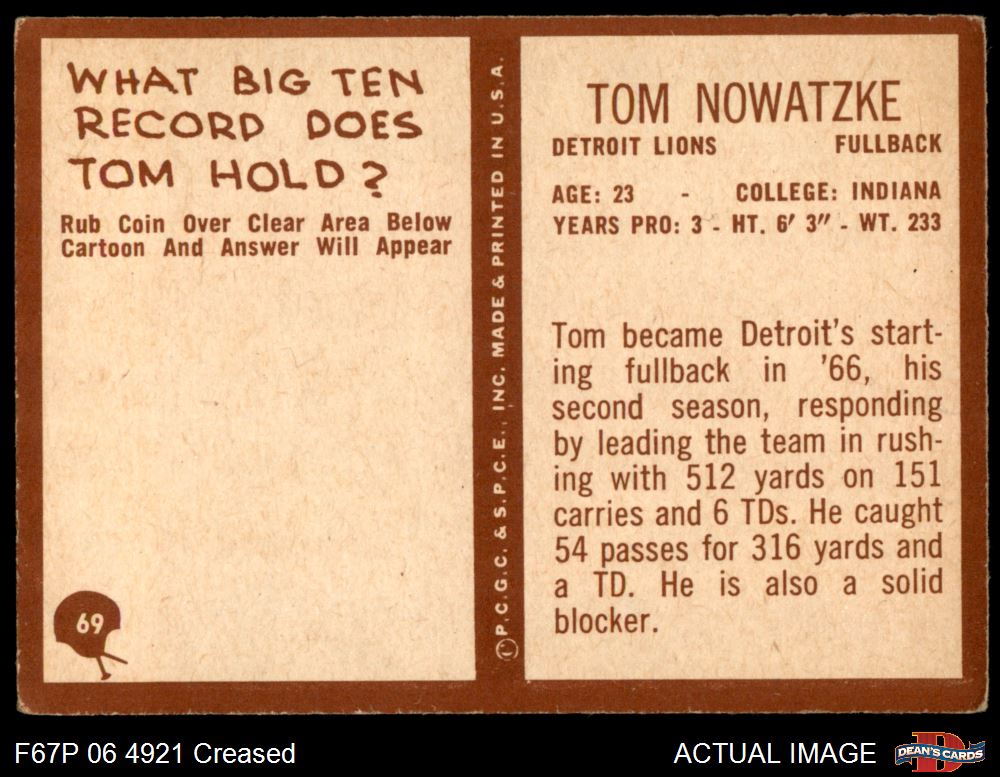 WHAT BIG TEN
RECORD DOES
TOM HOLD?
Rub Coin Over Clear Area Below
Cartoon And Answer Will Appear
69
©P.C.G.C. & S.P.C.E., INC. MADE & PRINTED IN U.S.A.
TOM NOWATZKE
DETROIT LIONS FULLBACK
AGE: 23 - COLLEGE: INDIANA
YEARS PRO: 3 - HT. 6' 3" - WT. 233
Tom became Detroit's start-
ing fullback in '66, his
second season, responding
by leading the team in rush-
ing with 512 yards on 151
carries and 6 TDs. He caught
54 passes for 316 yards and
a TD. He is also a solid
blocker.
F67P 06 4921 Creased
ACTUAL IMAGE
D
DEAN'S CARDS